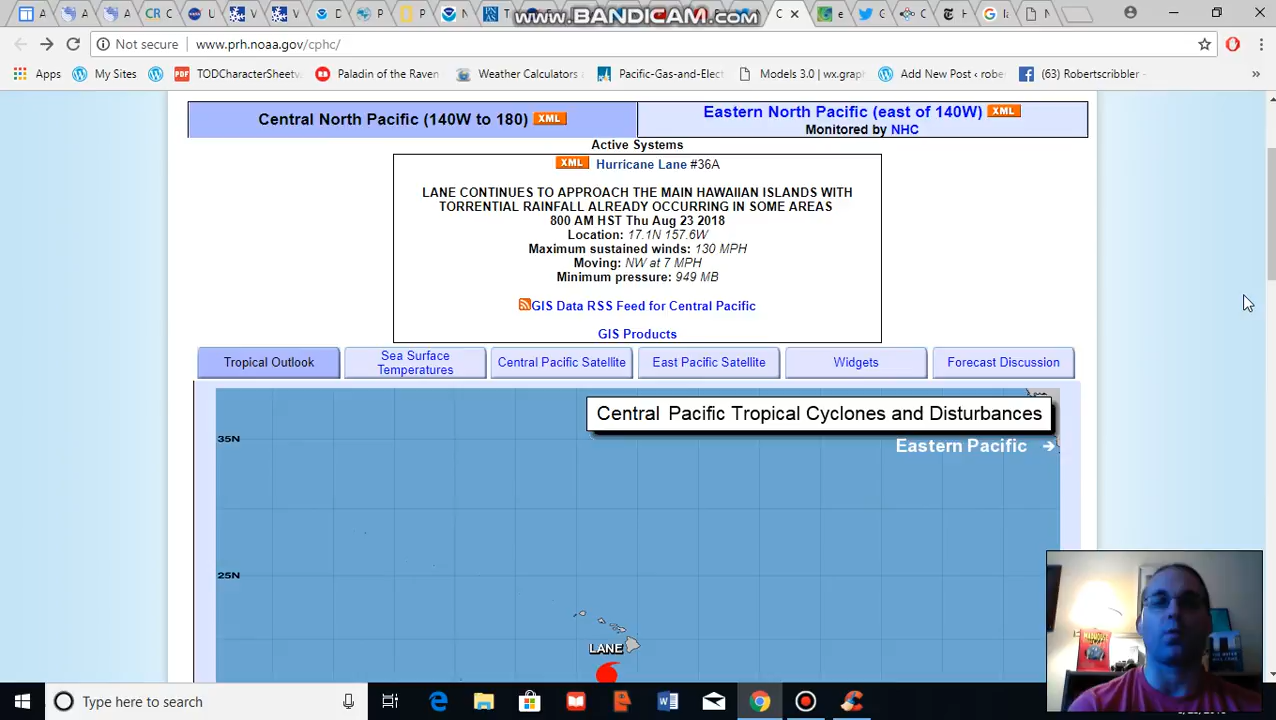 www.BANDICAM.com
Not secure | www.prh.noaa.gov/cphc/
Apps My Sites TODCharacterSheetv Paladin of the Raven Weather Calculators Pacific-Gas-and-Elect Models 3.0 | wx.grap Add New Post ‹ robe (63) Robertscribbler -
Central North Pacific (140W to 180) XML
Eastern North Pacific (east of 140W) XML
Monitored by NHC
Active Systems
XML Hurricane Lane #36A
LANE CONTINUES TO APPROACH THE MAIN HAWAIIAN ISLANDS WITH
TORRENTIAL RAINFALL ALREADY OCCURRING IN SOME AREAS
800 AM HST Thu Aug 23 2018
Location: 17.1N 157.6W
Maximum sustained winds: 130 MPH
Moving: NW at 7 MPH
Minimum pressure: 949 MB
GIS Data RSS Feed for Central Pacific
GIS Products
Tropical Outlook
Sea Surface
Temperatures
Central Pacific Satellite
East Pacific Satellite
Widgets
Forecast Discussion
Central Pacific Tropical Cyclones and Disturbances
Eastern Pacific →
35N
25N
LANE
Type here to search